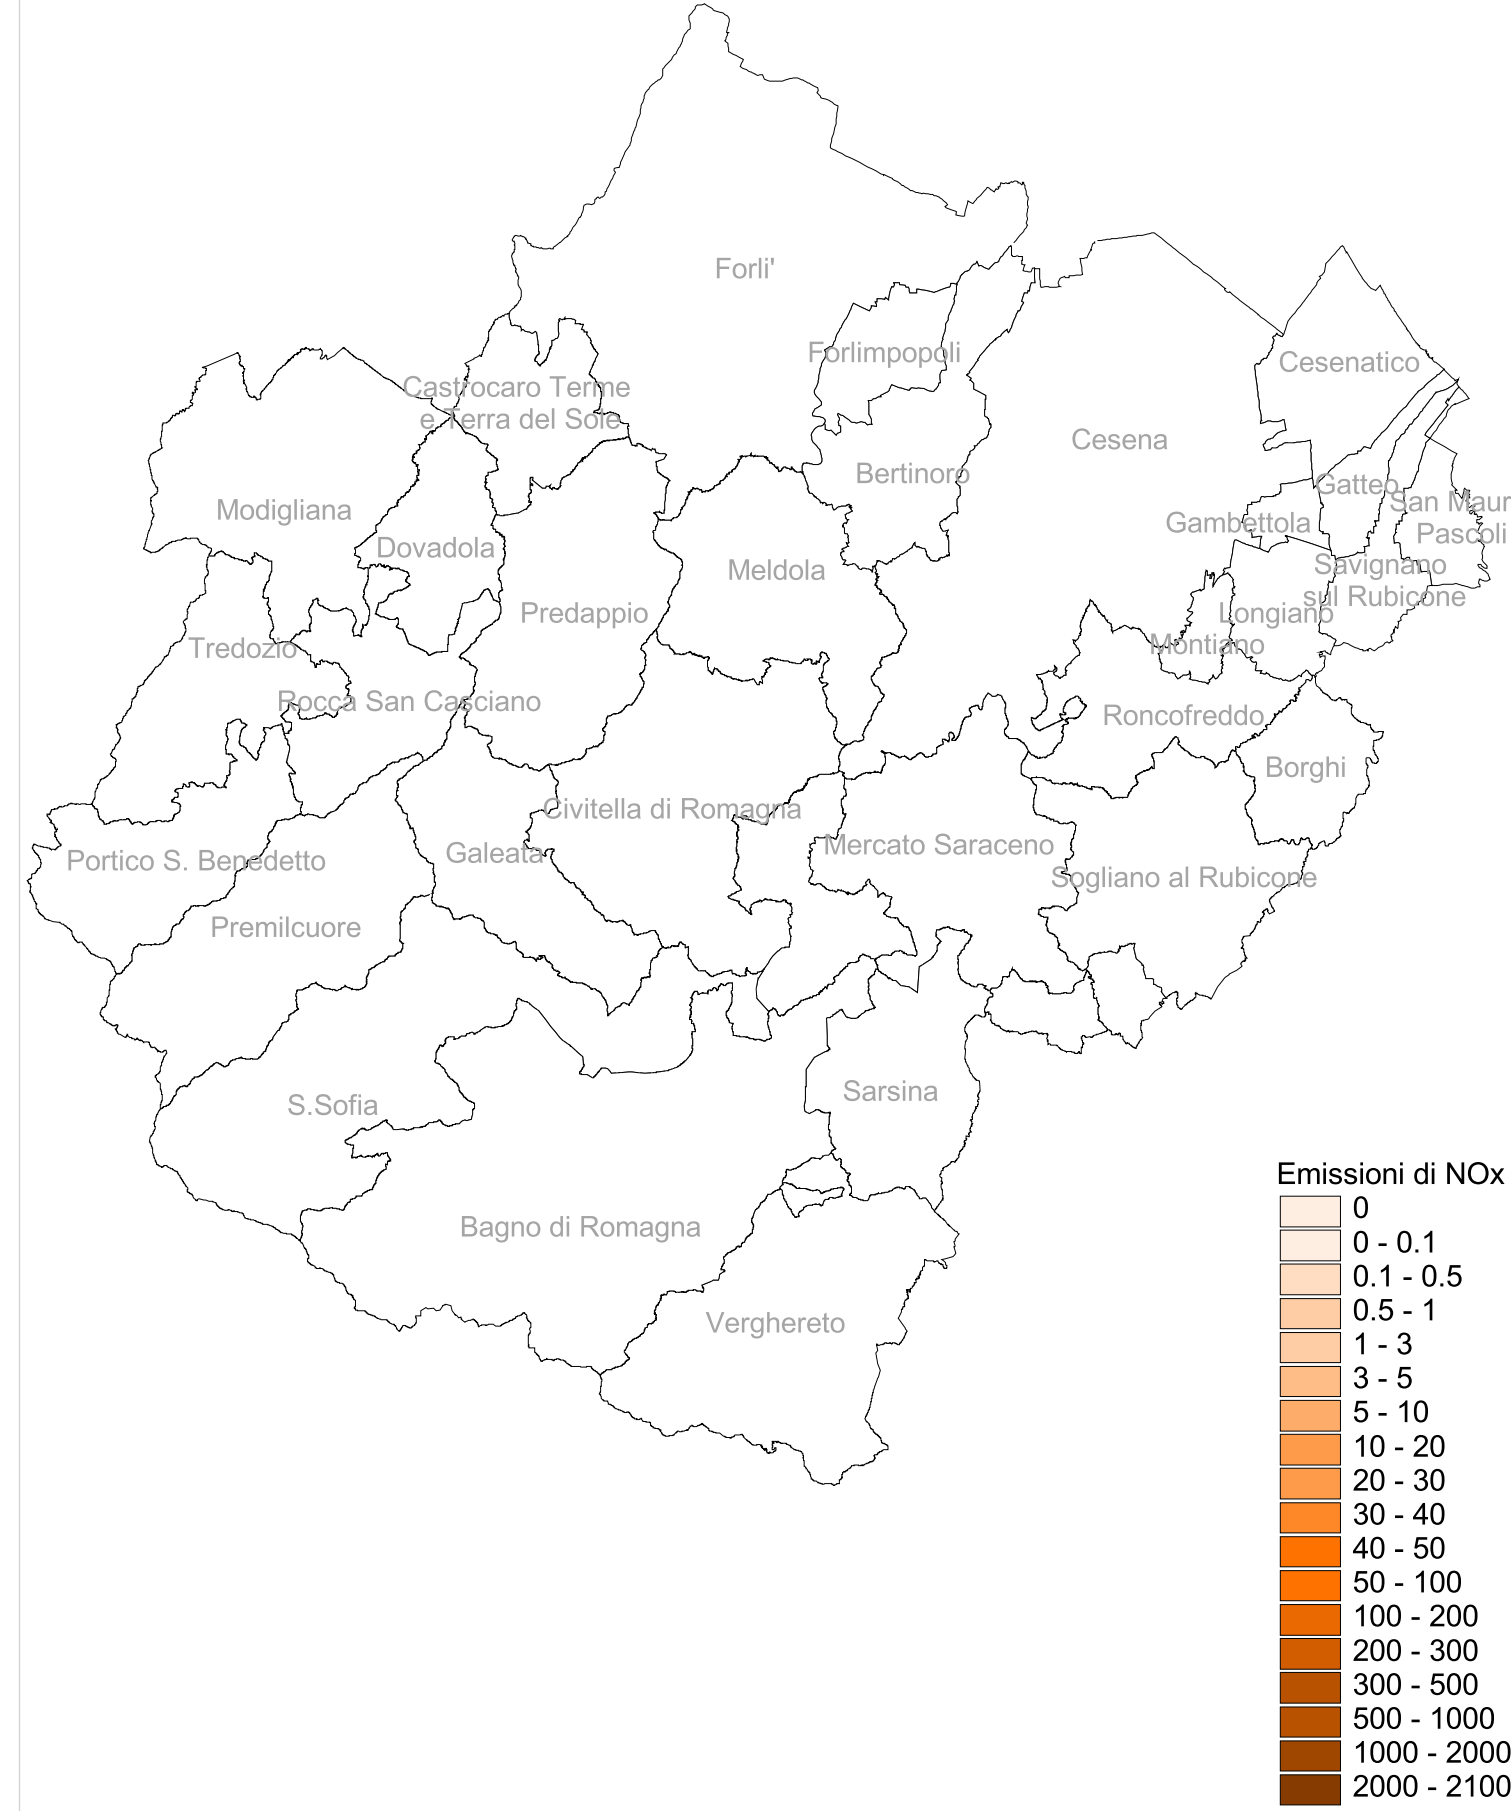 Forli'
Forlimpopoli
Cesenatico
Castrocaro Terme
e Terra del Sole
Cesena
Bertinoro
Gatteo
San Maur
Pascoli
Modigliana
Gambettola
Dovadola
Meldola
Savignano
sul Rubicone
Predappio
Longiano
Tredozio
Montiano
Rocca San Casciano
Roncofreddo
Borghi
Civitella di Romagna
Mercato Saraceno
Galeata
Portico S. Benedetto
Sogliano al Rubicone
Premilcuore
Sarsina
S.Sofia
Bagno di Romagna
Verghereto
Emissioni di NOx
0
0 - 0.1
0.1 - 0.5
0.5 - 1
1 - 3
3 - 5
5 - 10
10 - 20
20 - 30
30 - 40
40 - 50
50 - 100
100 - 200
200 - 300
300 - 500
500 - 1000
1000 - 2000
2000 - 2100